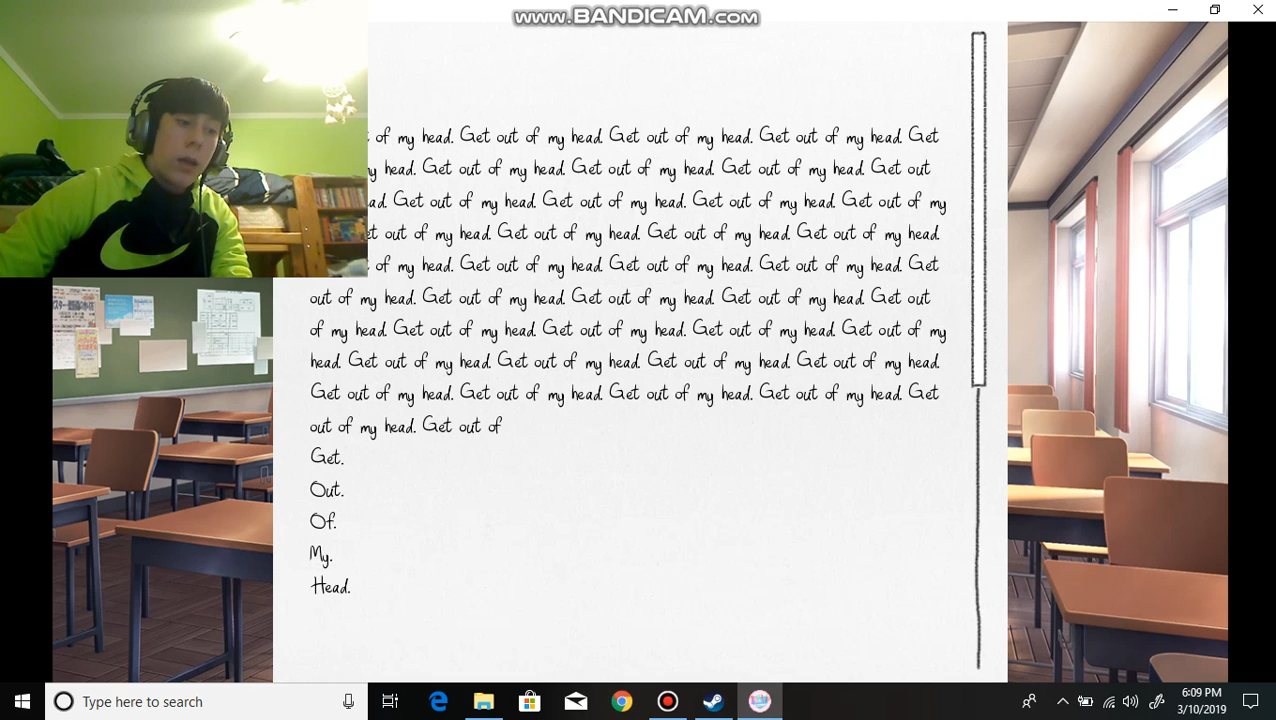 www.BANDICAM.com
of my head. Get out of my head. Get out of my head. Get out of my head. Get
my head. Get out of my head. Get out of my head. Get out of my head. Get out
Get out of my head. Get out of my head. Get out of my head. Get out of my
out of my head. Get out of my head. Get out of my head. Get out of my head.
of my head. Get out of my head. Get out of my head. Get out of my head. Get
out of my head. Get out of my head. Get out of my head. Get out of my head. Get out
of my head. Get out of my head. Get out of my head. Get out of my head. Get out of my
head. Get out of my head. Get out of my head. Get out of my head. Get out of my head.
Get out of my head. Get out of my head. Get out of my head. Get out of my head. Get
out of my head. Get out of
Get.
Out.
Of.
My.
Head.
Type here to search
6:09 PM
3/10/2019